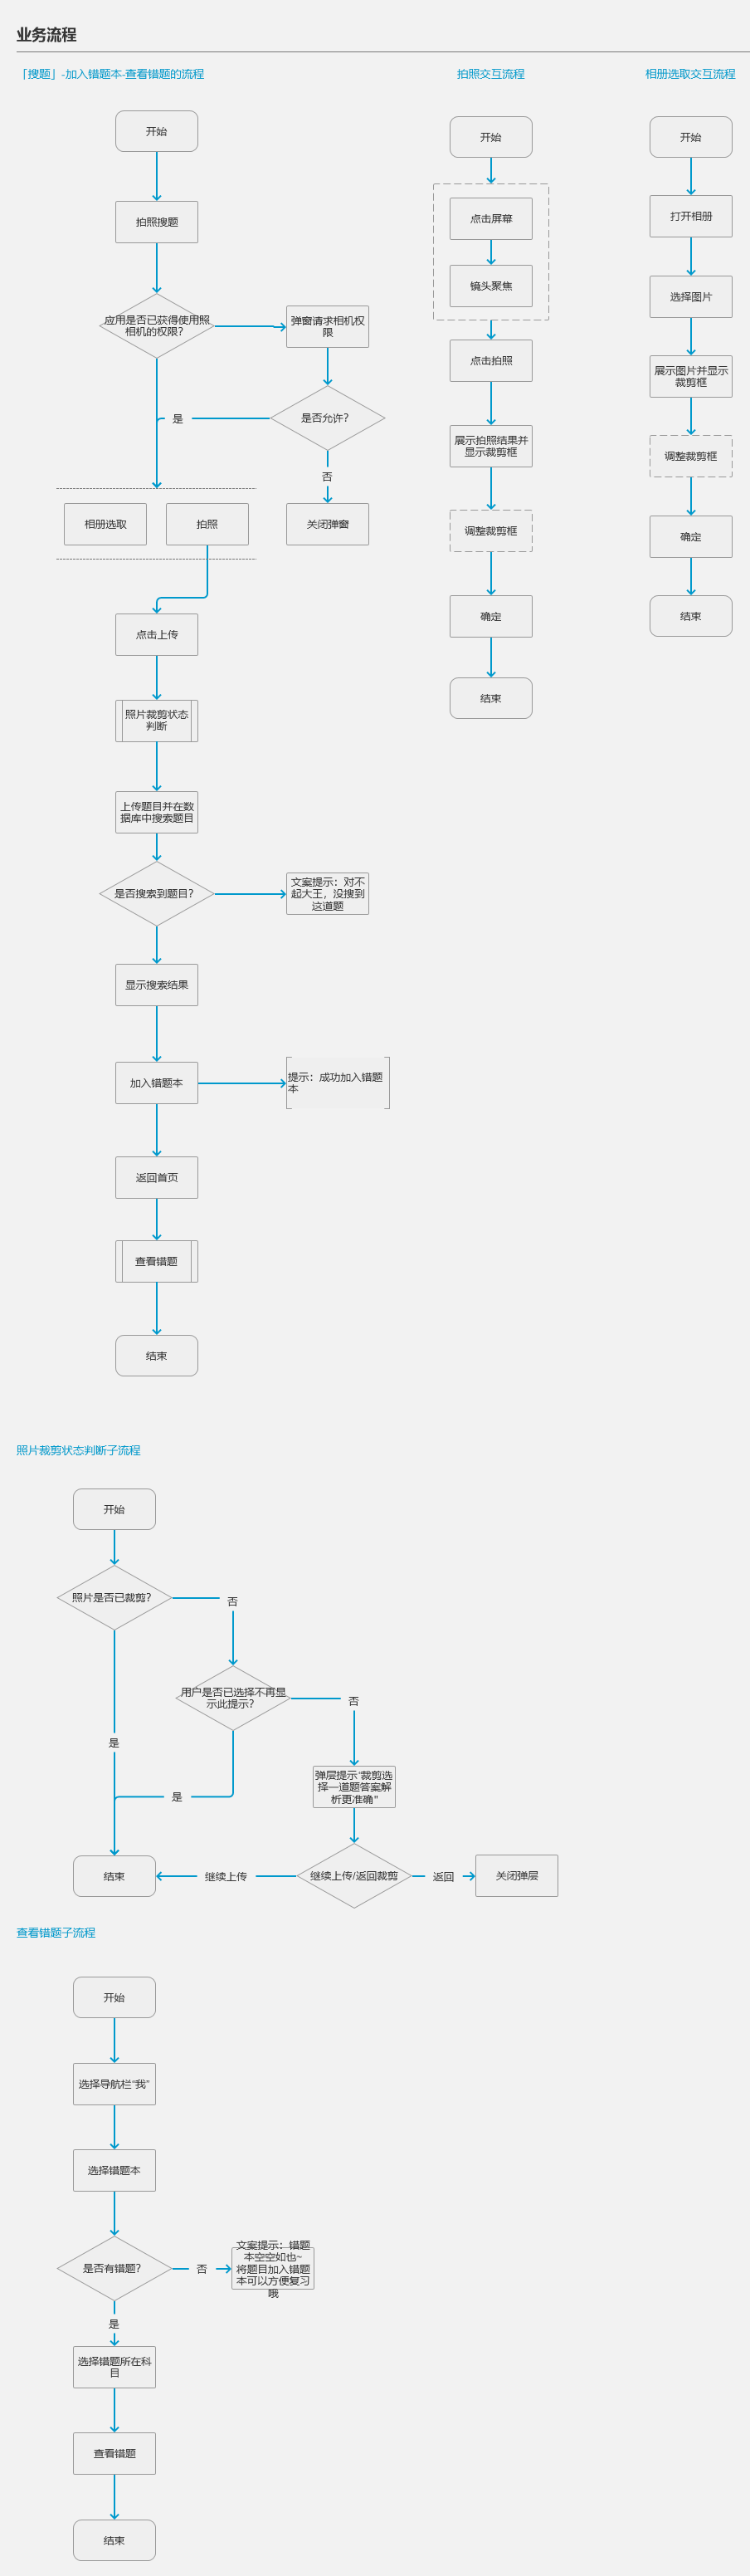 业务流程
「搜题」-加入错题本-查看错题的流程
开始
拍照搜题
应用是否已获得使用照
相机的权限?
弹窗请求相机权
限
是否允许?
是
否
相册选取
拍照
关闭弹窗
点击上传
照片裁剪状态
判断
上传题目并在数
据库中搜索题目
是否搜索到题目?
文案提示：对不
起大王，没搜到
这道题
显示搜索结果
加入错题本
提示：成功加入错题
本
返回首页
查看错题
结束
拍照交互流程
开始
点击屏幕
镜头聚焦
点击拍照
展示拍照结果并
显示裁剪框
调整裁剪框
确定
结束
相册选取交互流程
开始
打开相册
选择图片
展示图片并显示
裁剪框
调整裁剪框
确定
结束
照片裁剪状态判断子流程
开始
照片是否已裁剪?
否
用户是否已选择不再显
示此提示?
否
是
弹层提示"裁剪选
择一道题答案解
析更准确"
是
结束
继续上传
继续上传/返回裁剪
返回
关闭弹层
查看错题子流程
开始
选择导航栏"我"
选择错题本
是否有错题?
否
文案提示：错题
本空空如也~
将题目加入错题
本可以方便复习
哦
是
选择错题所在科
目
查看错题
结束